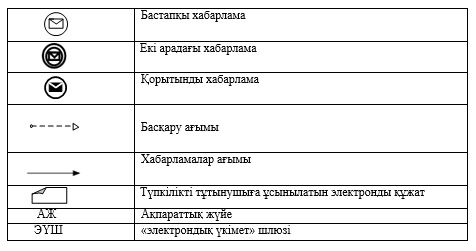 Бастапқы хабарлама
Екі арадағы хабарлама
Қорытынды хабарлама
Басқару ағымы
Хабарламалар ағымы
Түпкілікті тұтынушыға ұсынылатын электронды құжат
АЖ Ақпараттық жүйе
ЭҮШ «электрондық үкімет» шлюзі